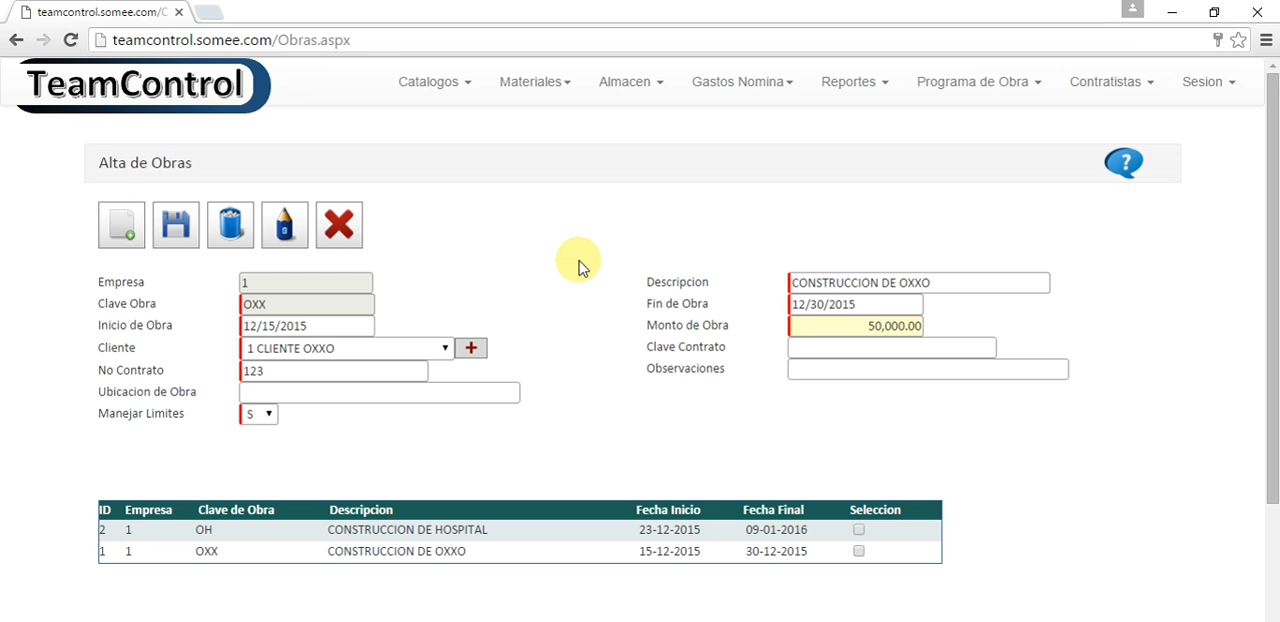 teamcontrol.somee.com/C
teamcontrol.somee.com/Obras.aspx
TeamControl
Catalogos Materiales Almacen Gastos Nomina Reportes Programa de Obra Contratistas Sesion
Alta de Obras
?
Empresa 1 Descripcion CONSTRUCCION DE OXXO
Clave Obra OXX Fin de Obra 12/30/2015
Inicio de Obra 12/15/2015 Monto de Obra 50,000.00
Cliente 1 CLIENTE OXXO + Clave Contrato
No Contrato 123 Observaciones
Ubicacion de Obra
Manejar Limites S
ID Empresa Clave de Obra Descripcion Fecha Inicio Fecha Final Seleccion
2 1 OH CONSTRUCCION DE HOSPITAL 23-12-2015 09-01-2016
1 1 OXX CONSTRUCCION DE OXXO 15-12-2015 30-12-2015